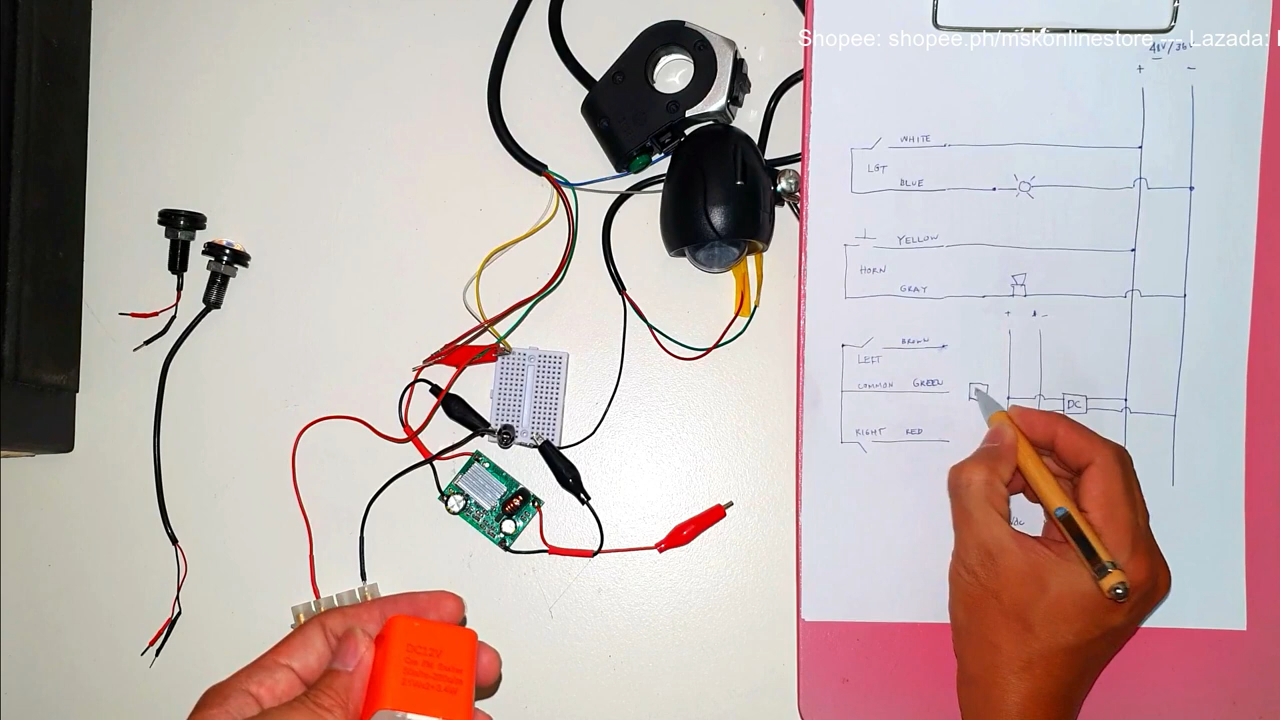 Shopee: shopee.ph/mskonlinestore --- Lazada:
+ -
WHITE
LGT
BLUE
YELLOW
HORN
GRAY
+ -
BROWN
LEFT
COMMON GREEN
DC
RIGHT RED
Vdc
DC12V